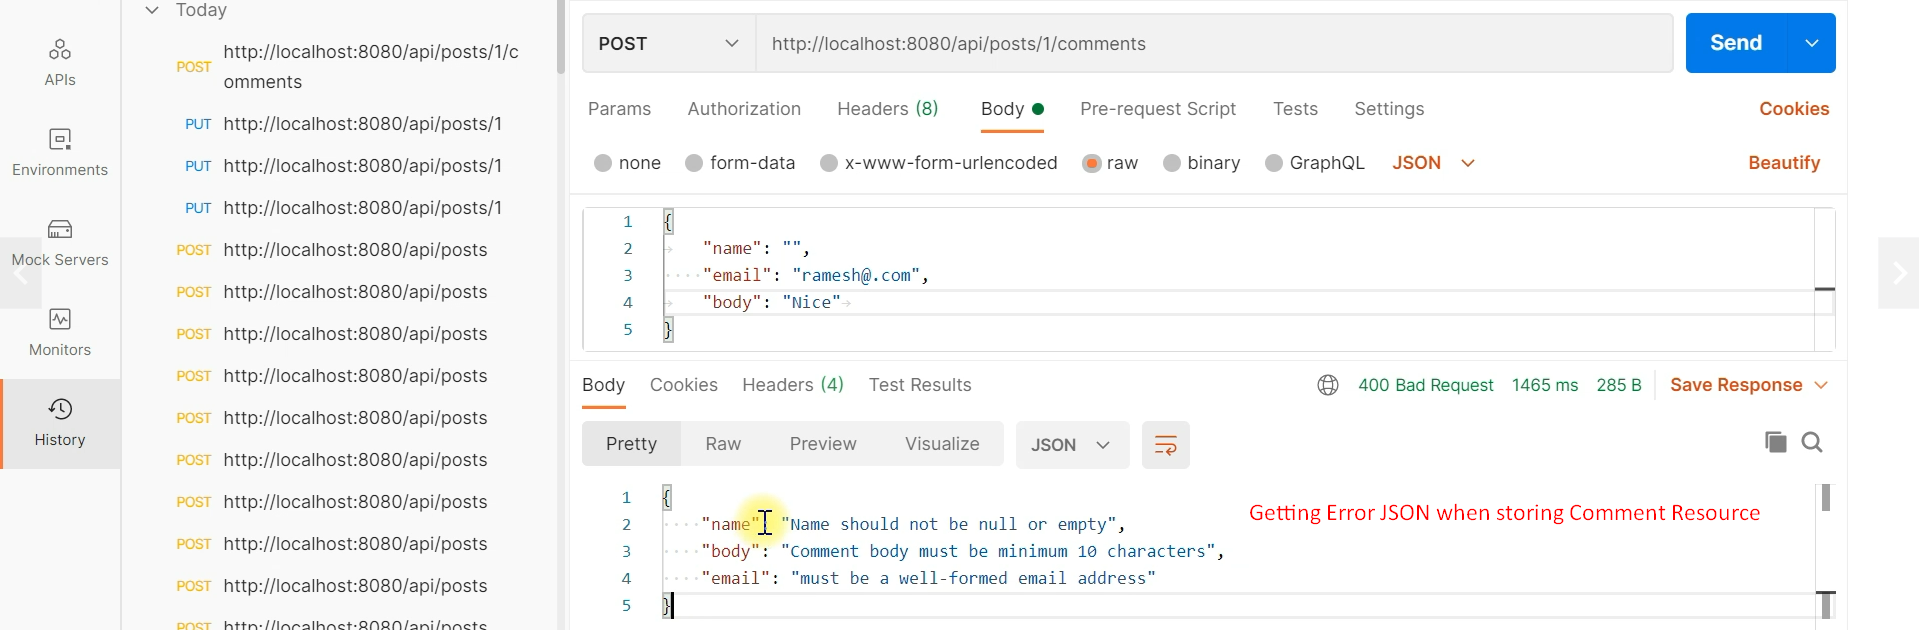 APIs
Environments
Mock Servers
Monitors
History
Today
POST http://localhost:8080/api/posts/1/c
omments
PUT http://localhost:8080/api/posts/1
PUT http://localhost:8080/api/posts/1
PUT http://localhost:8080/api/posts/1
POST http://localhost:8080/api/posts
POST http://localhost:8080/api/posts
POST http://localhost:8080/api/posts
POST http://localhost:8080/api/posts
POST http://localhost:8080/api/posts
POST http://localhost:8080/api/posts
POST http://localhost:8080/api/posts
POST http://localhost:8080/api/posts
POST http://localhost:8080/api/posts
POST http://localhost:8080/api/posts
POST http://localhost:8080/api/posts/1/comments Send
Params Authorization Headers (8) Body Pre-request Script Tests Settings Cookies
none form-data x-www-form-urlencoded raw binary GraphQL JSON Beautify
1 {
2 "name": "",
3 "email": "ramesh@.com",
4 "body": "Nice"
5 }
Body Cookies Headers (4) Test Results 400 Bad Request 1465 ms 285 B Save Response
Pretty Raw Preview Visualize JSON
1 {
2 "name": "Name should not be null or empty",
3 "body": "Comment body must be minimum 10 characters",
4 "email": "must be a well-formed email address"
5 }
Getting Error JSON when storing Comment Resource